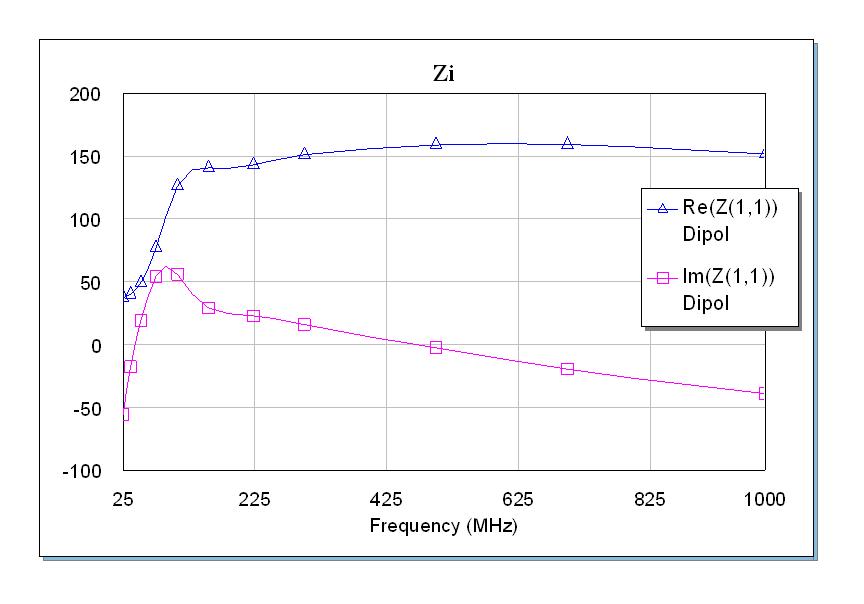 Zi
200
150
100
50
0
-50
-100
25 225 425 625 825 1000
Frequency (MHz)
Re(Z(1,1))
Dipol
Im(Z(1,1))
Dipol